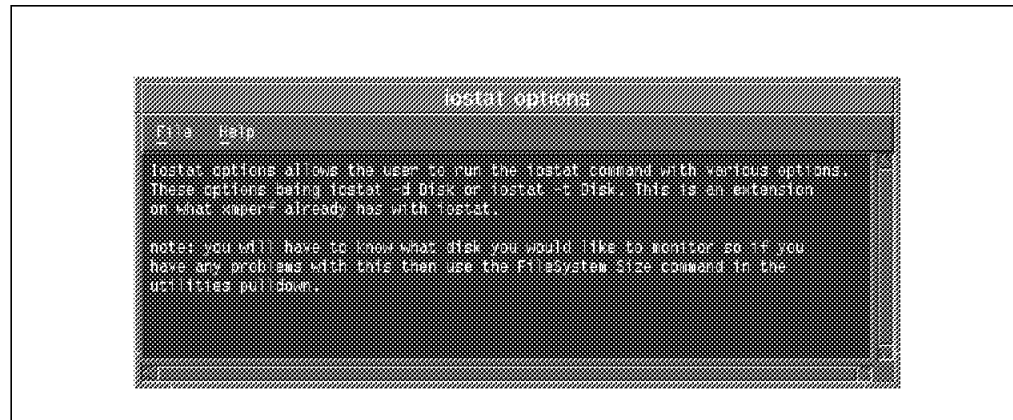 iostat options
File Help
Iostat options allows the user to run the iostat command with various options.
These options being iostat -d Disk or iostat -t Disk. This is an extension
on what xmperf already has with iostat.
note: you will have to know what disk you would like to monitor so if you
have any problems with this then use the FileSystem Size command in the
utilities pulldown.